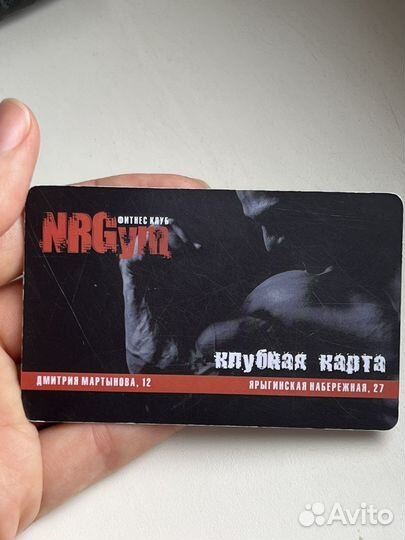 ФИТНЕС КЛУБ
NRGym
клубная карта
ДМИТРИЯ МАРТЫНОВА, 12 ЯРЫГИНСКАЯ НАБЕРЕЖНАЯ, 27
Avito